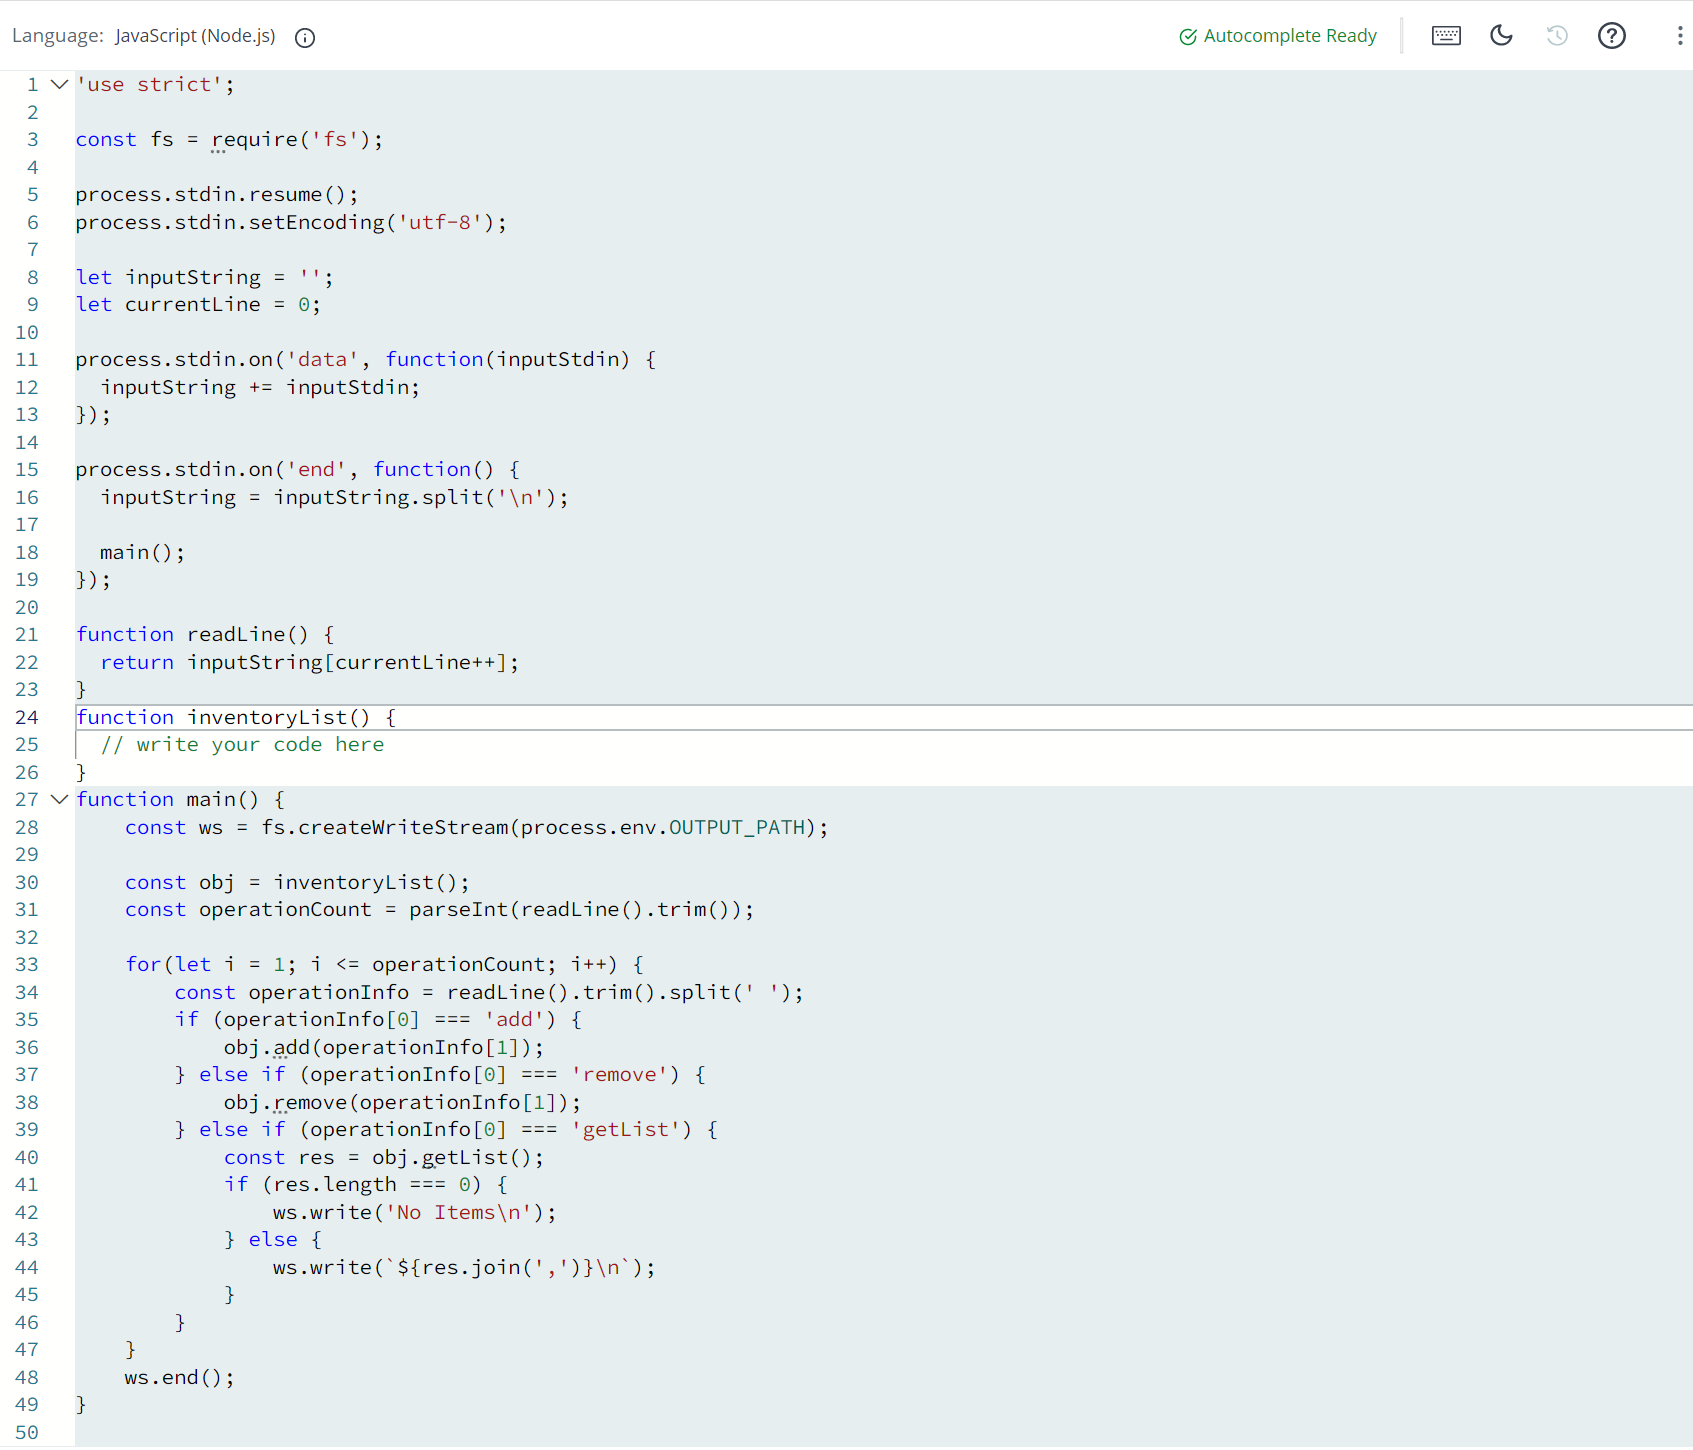 Language: JavaScript (Node.js) Autocomplete Ready
1 'use strict';
2
3 const fs = require('fs');
4
5 process.stdin.resume();
6 process.stdin.setEncoding('utf-8');
7
8 let inputString = '';
9 let currentLine = 0;
10
11 process.stdin.on('data', function(inputStdin) {
12   inputString += inputStdin;
13 });
14
15 process.stdin.on('end', function() {
16   inputString = inputString.split('\n');
17
18   main();
19 });
20
21 function readLine() {
22   return inputString[currentLine++];
23 }
24 function inventoryList() {
25   // write your code here
26 }
27 function main() {
28     const ws = fs.createWriteStream(process.env.OUTPUT_PATH);
29
30     const obj = inventoryList();
31     const operationCount = parseInt(readLine().trim());
32
33     for(let i = 1; i <= operationCount; i++) {
34         const operationInfo = readLine().trim().split(' ');
35         if (operationInfo[0] === 'add') {
36             obj.add(operationInfo[1]);
37         } else if (operationInfo[0] === 'remove') {
38             obj.remove(operationInfo[1]);
39         } else if (operationInfo[0] === 'getList') {
40             const res = obj.getList();
41             if (res.length === 0) {
42                 ws.write('No Items\n');
43             } else {
44                 ws.write(`${res.join(',')}\n`);
45             }
46         }
47     }
48     ws.end();
49 }
50